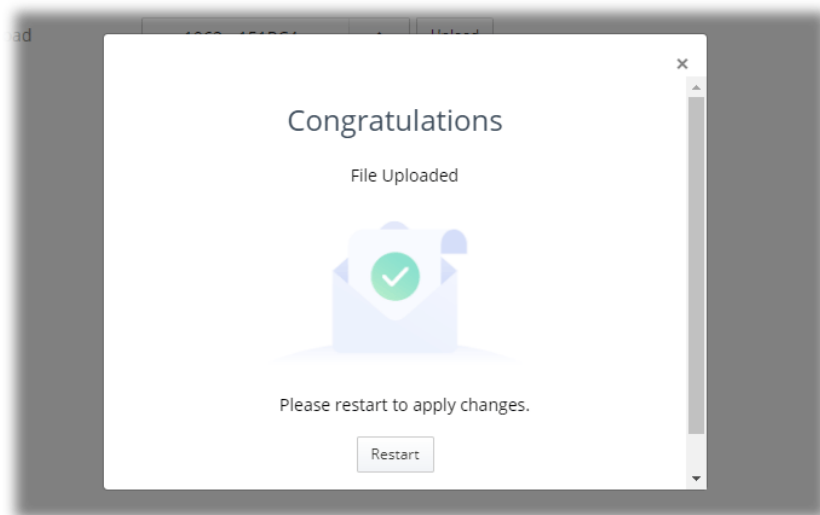 ×
Congratulations
File Uploaded
Please restart to apply changes.
Restart